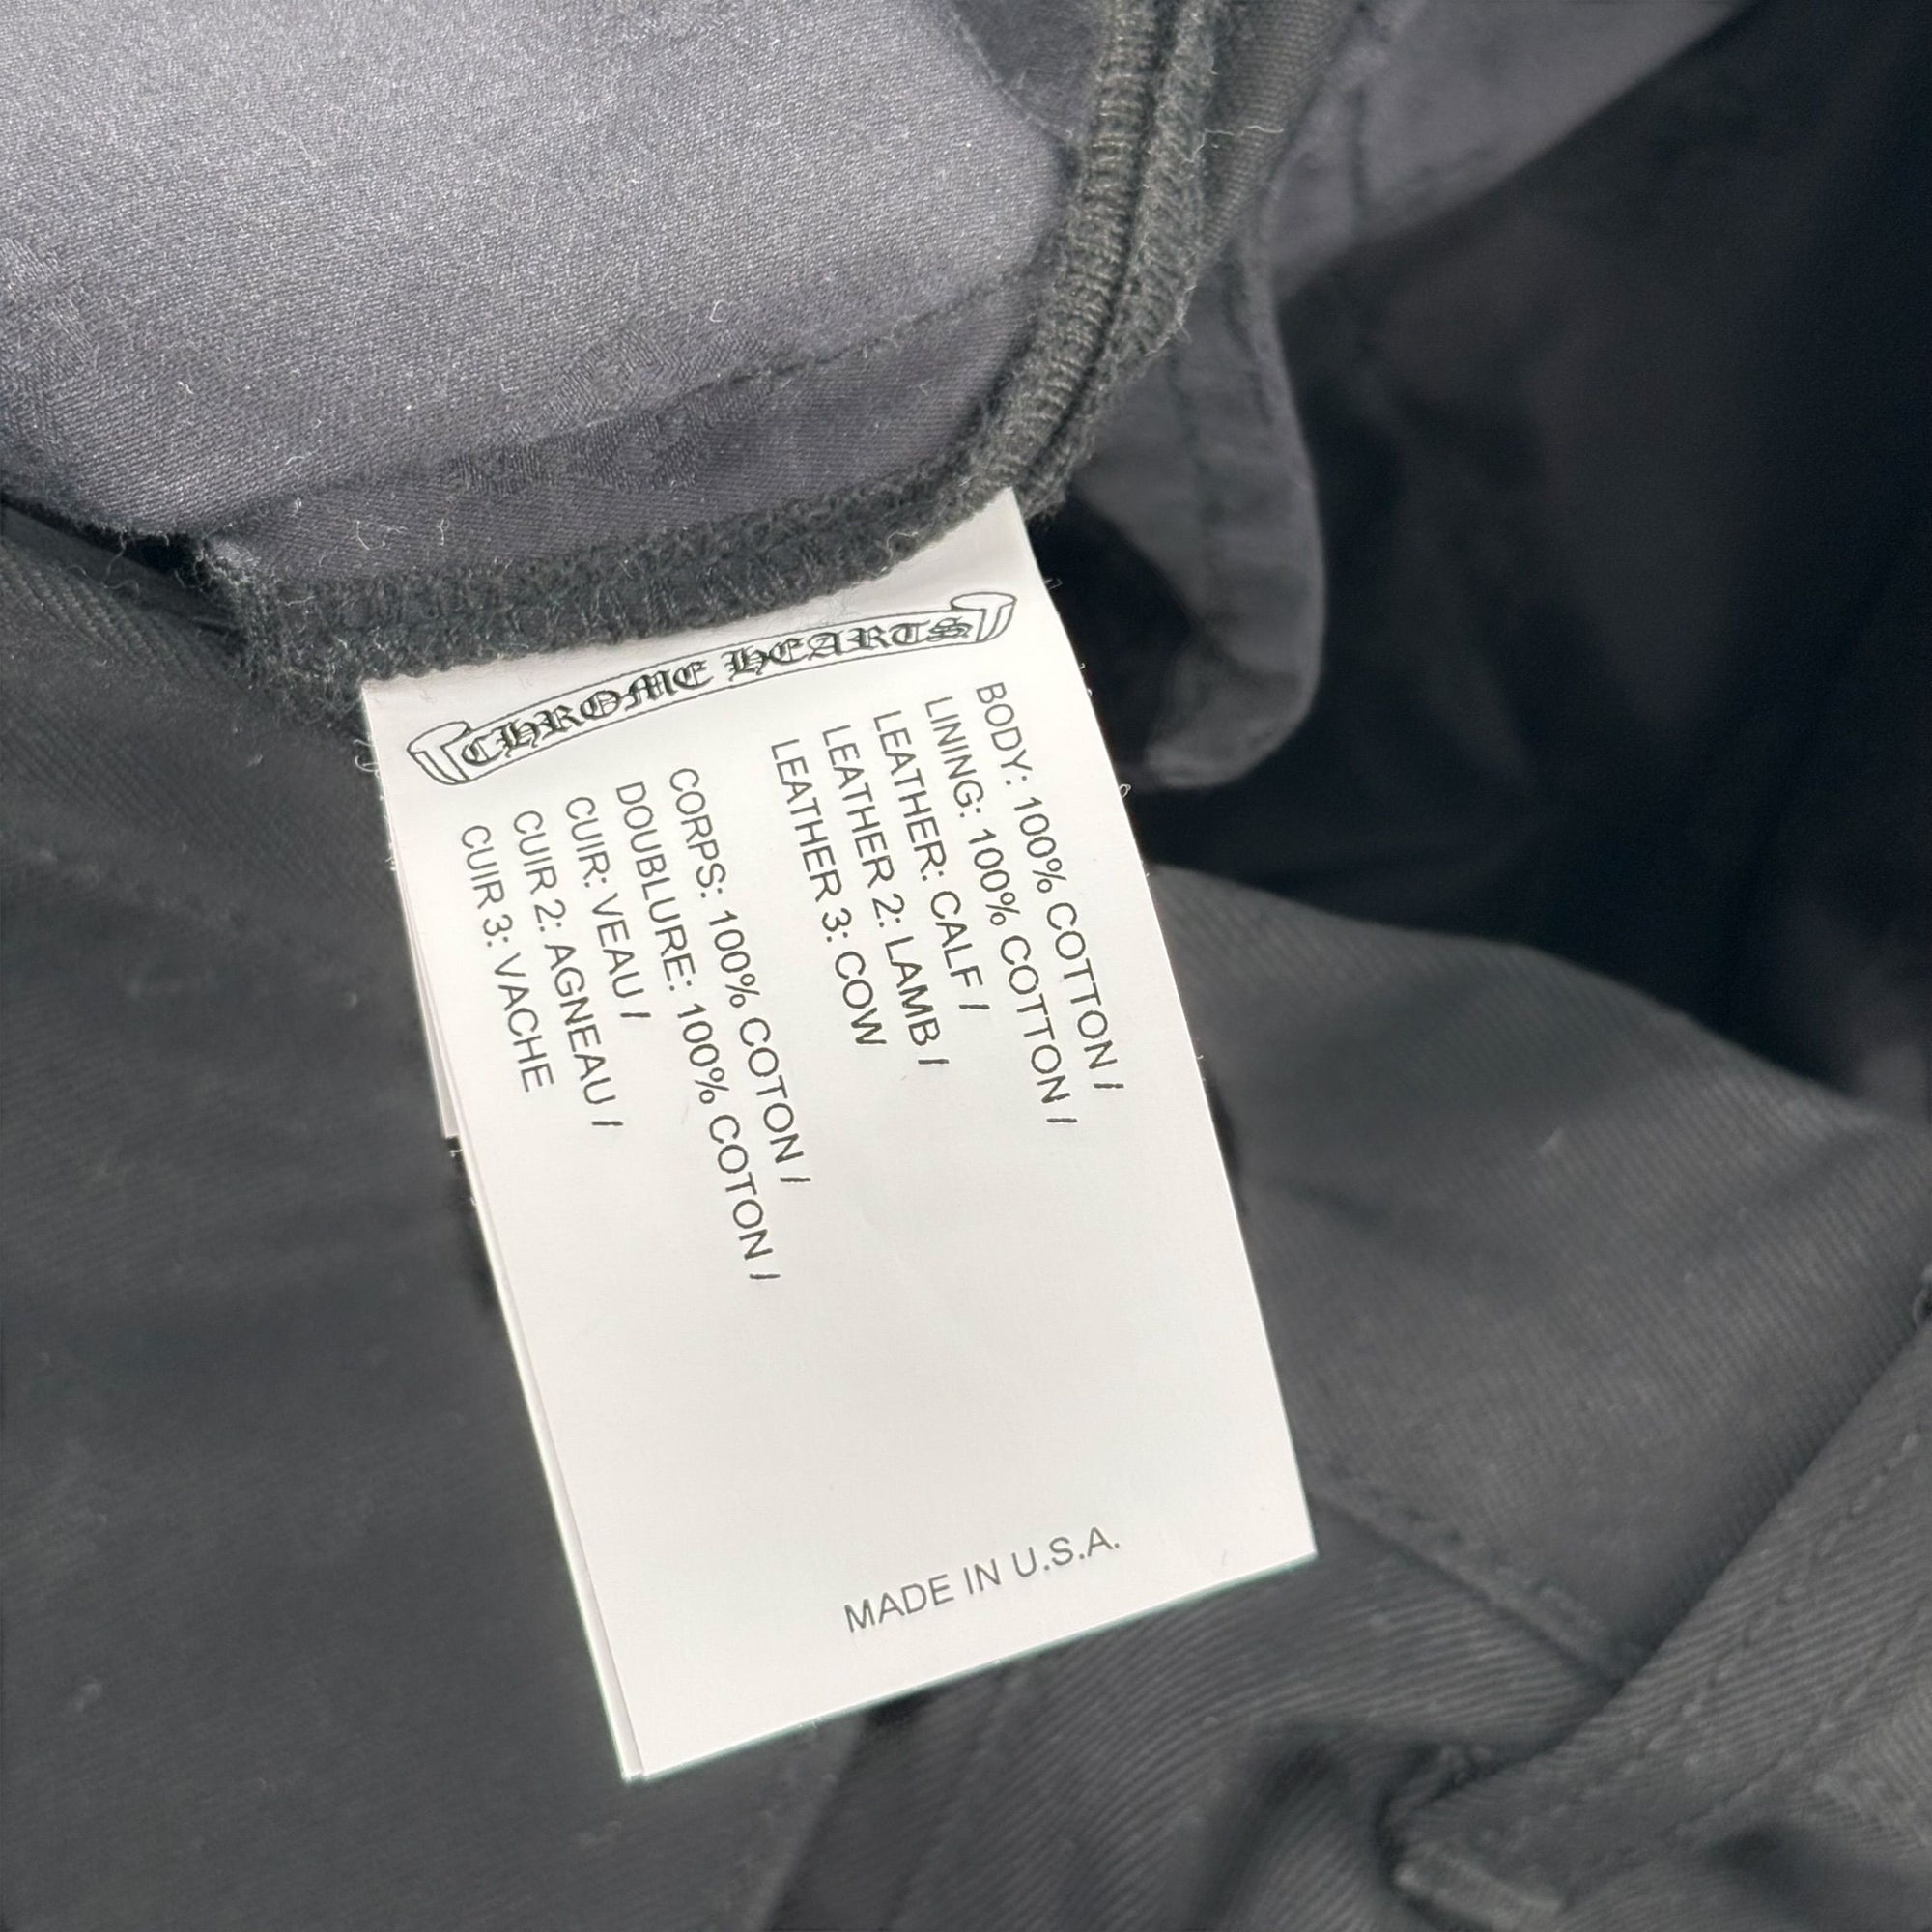 CHROME HEARTS
BODY: 100% COTTON /
LINING: 100% COTTON /
LEATHER: CALF /
LEATHER 2: LAMB /
LEATHER 3: COW
CORPS: 100% COTON /
DOUBLURE: 100% COTON /
CUIR: VEAU /
CUIR 2: AGNEAU /
CUIR 3: VACHE
MADE IN U.S.A.